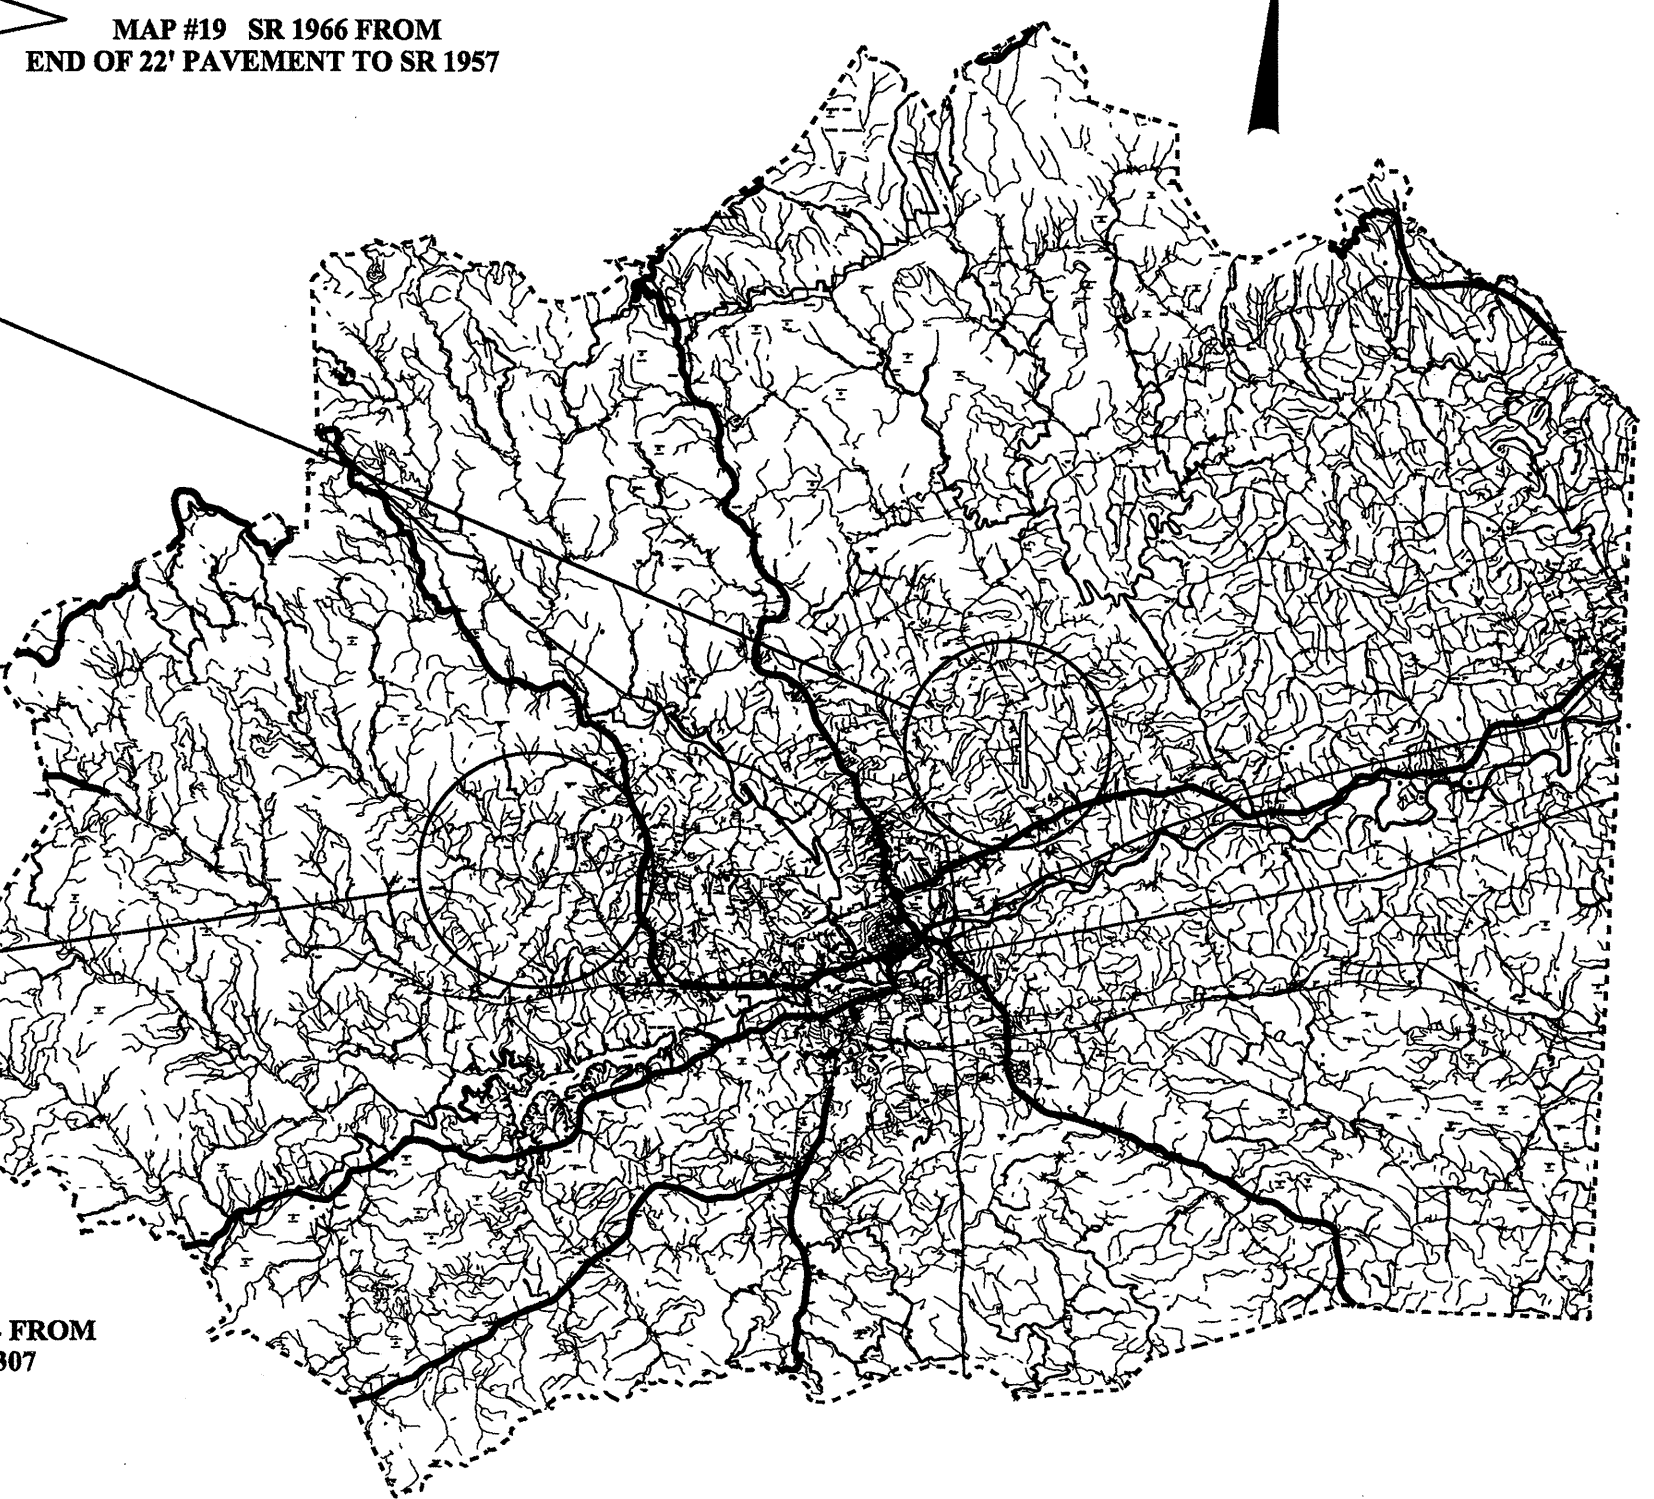 MAP #19 SR 1966 FROM
END OF 22' PAVEMENT TO SR 1957
FROM
307